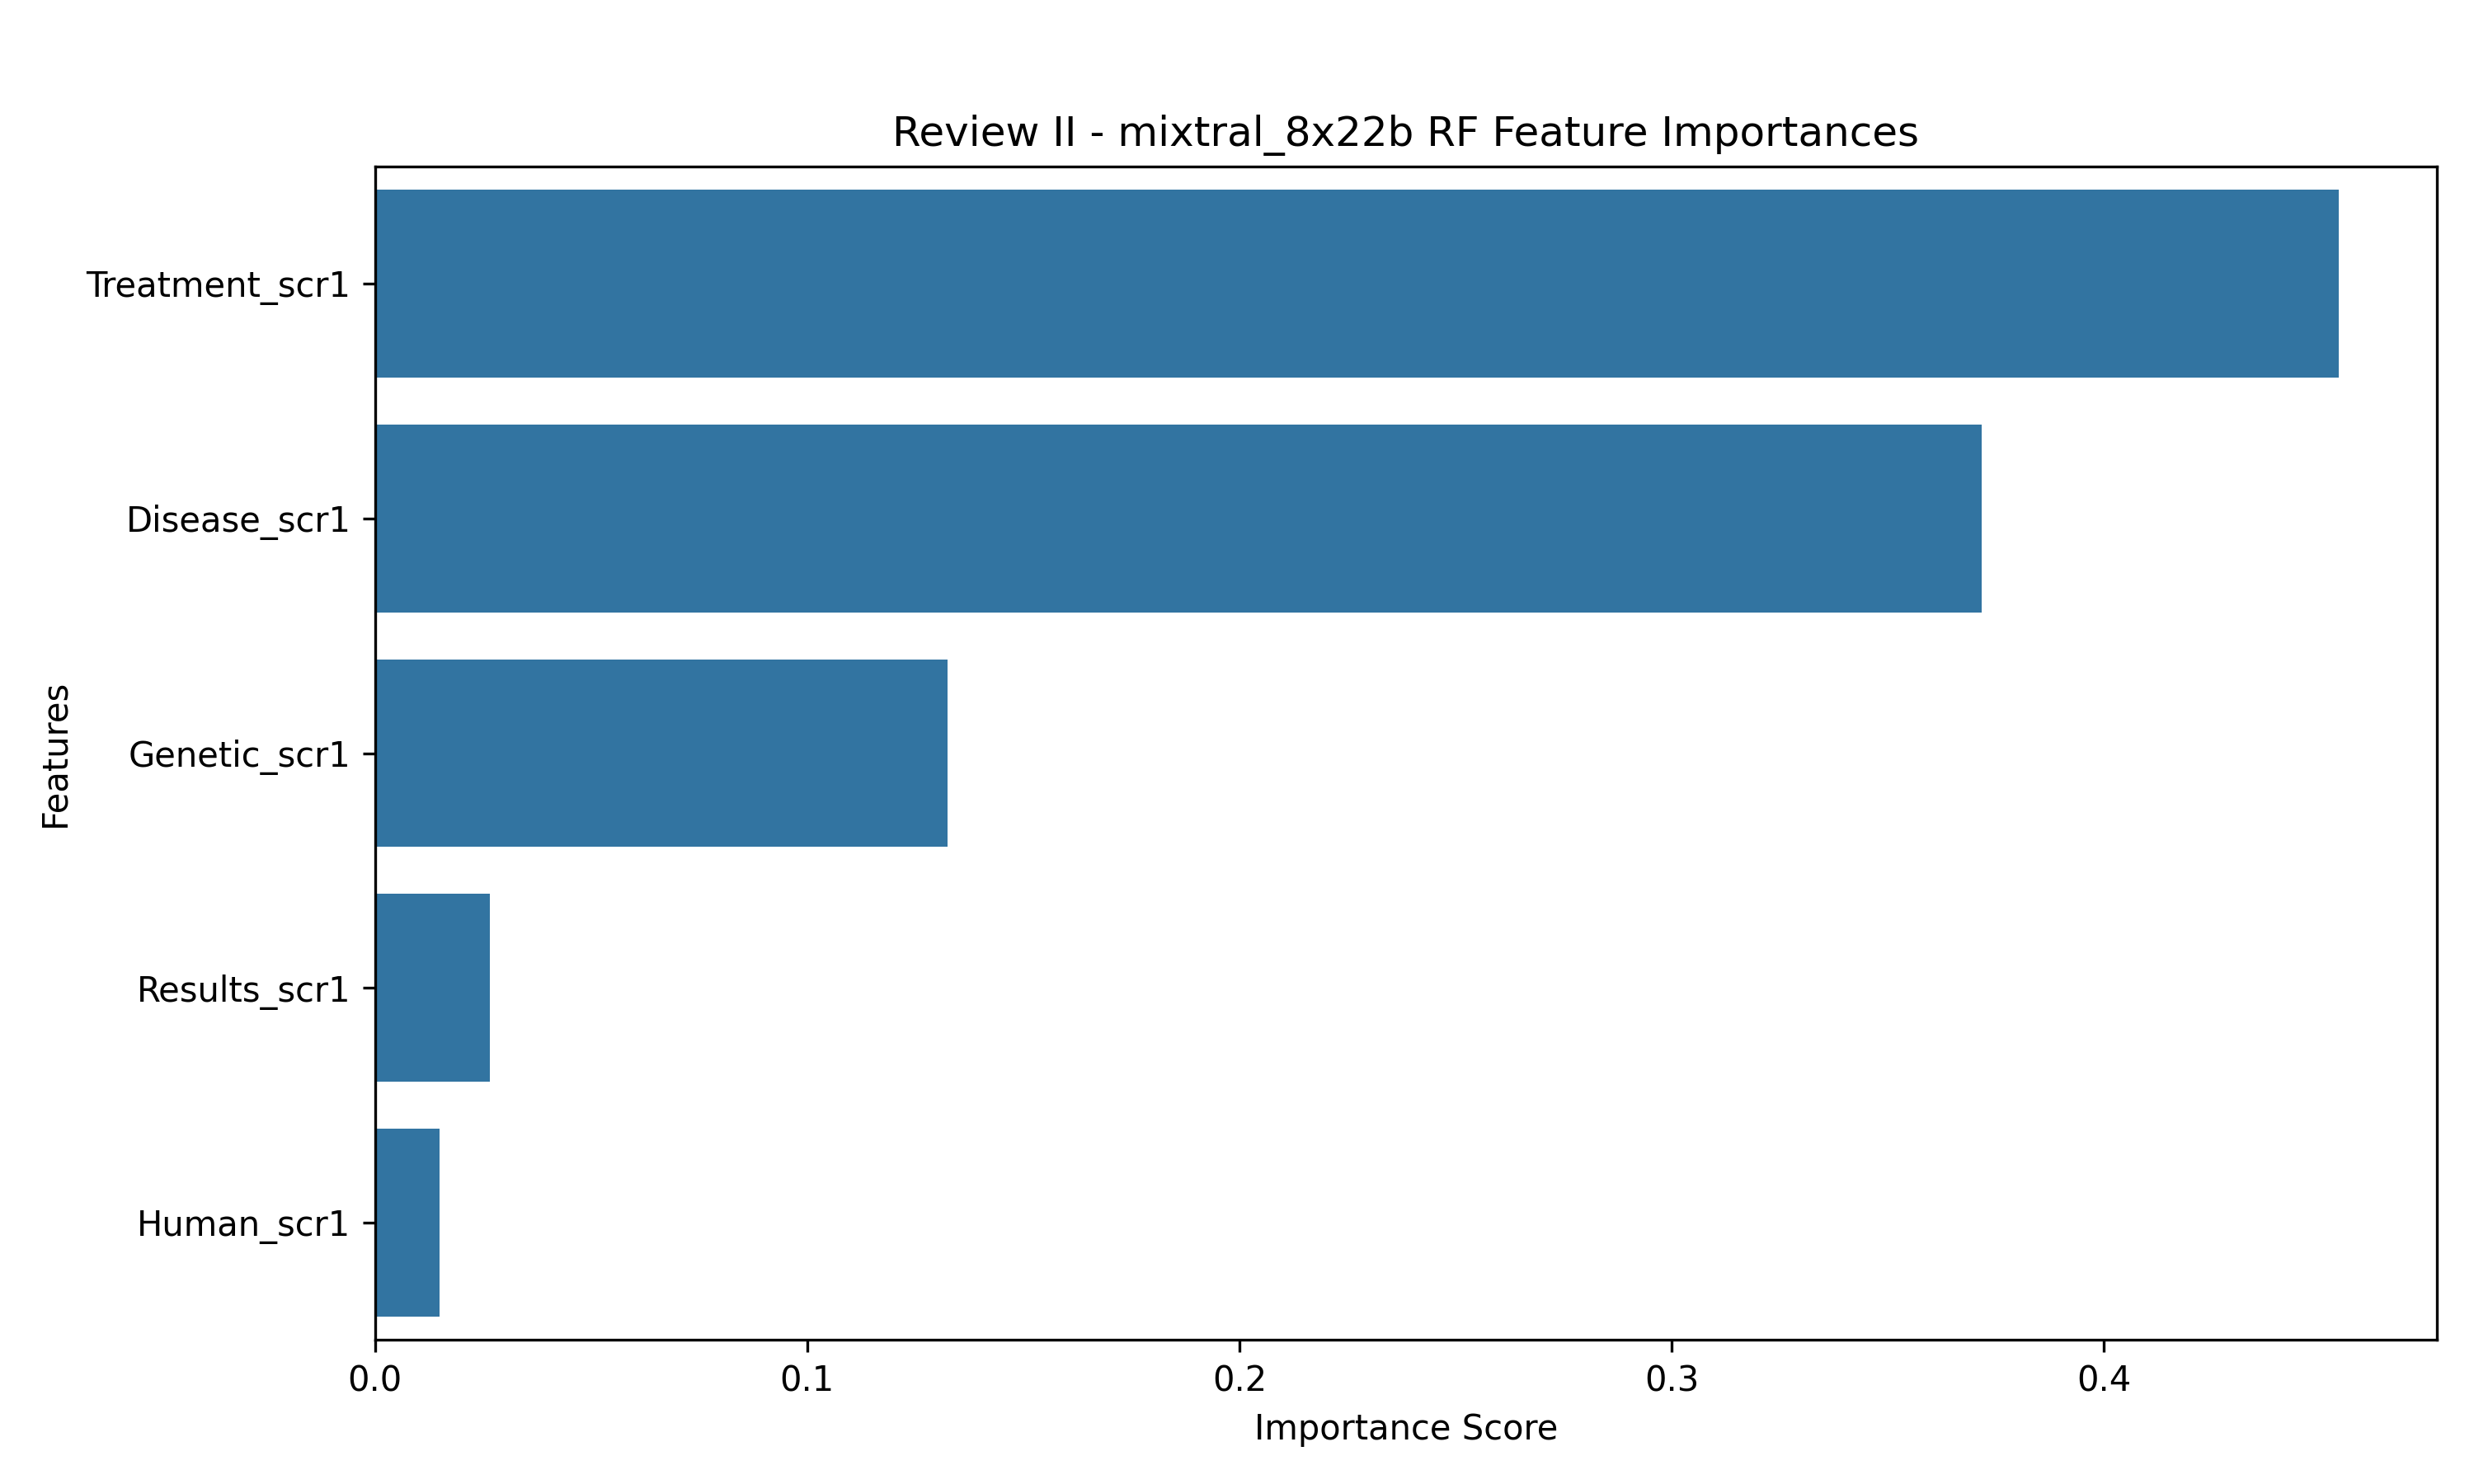 Review II - mixtral_8x22b RF Feature Importances
Treatment_scr1
Disease_scr1
Genetic_scr1
Results_scr1
Human_scr1
Features
0.0 0.1 0.2 0.3 0.4
Importance Score